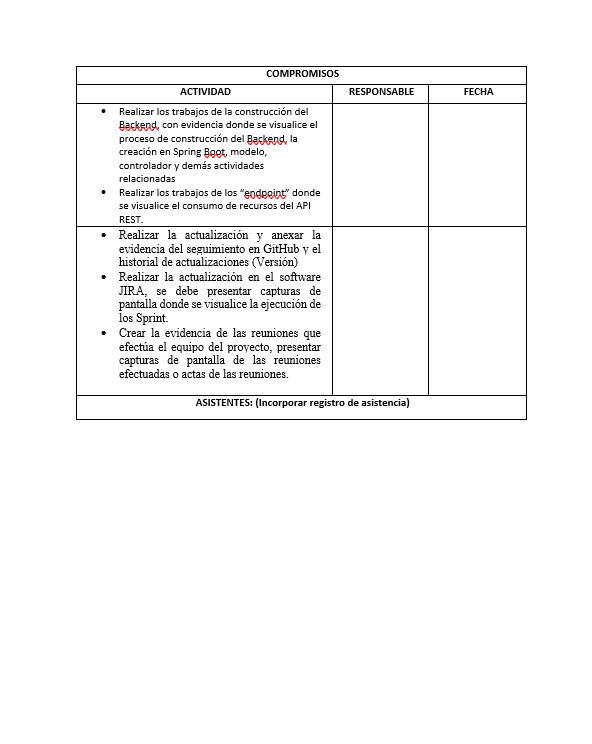 COMPROMISOS
ACTIVIDAD RESPONSABLE FECHA
• Realizar los trabajos de la construcción del
Backend, con evidencia donde se visualice el
proceso de construcción del Backend, la
creación en Spring Boot, modelo,
controlador y demás actividades
relacionadas
• Realizar los trabajos de los “endpoint” donde
se visualice el consumo de recursos del API
REST.
• Realizar la actualización y anexar la
evidencia del seguimiento en GitHub y el
historial de actualizaciones (Versión)
• Realizar la actualización en el software
JIRA, se debe presentar capturas de
pantalla donde se visualice la ejecución de
los Sprint.
• Crear la evidencia de las reuniones que
efectúa el equipo del proyecto, presentar
capturas de pantalla de las reuniones
efectuadas o actas de las reuniones.
ASISTENTES: (Incorporar registro de asistencia)